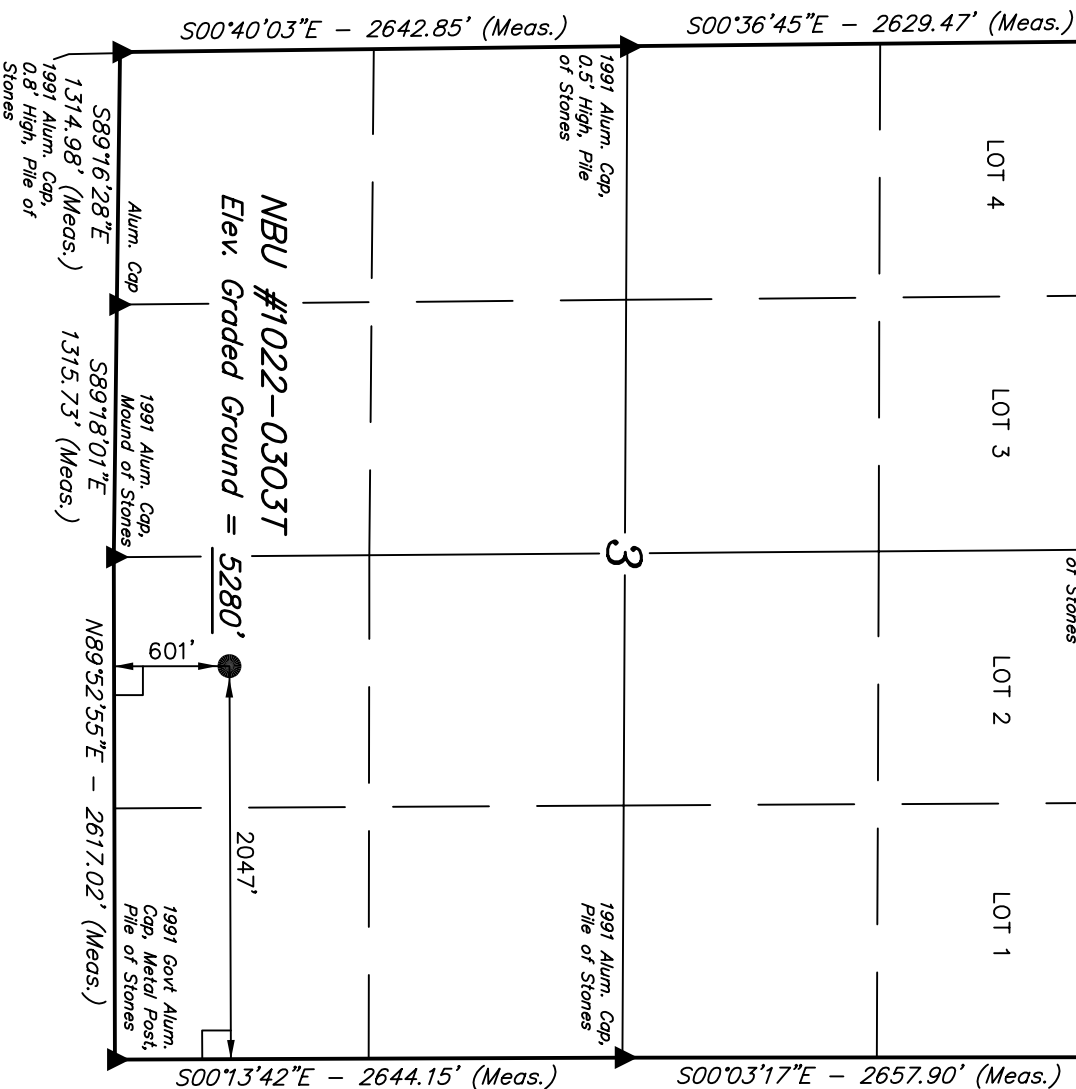 S00°40'03"E - 2642.85' (Meas.)
S00°36'45"E - 2629.47' (Meas.)
LOT 4
LOT 3
LOT 2
LOT 1
of Stones
1991 Alum. Cap,
0.5' High, Pile
of Stones
3
1991 Alum. Cap,
Pile of Stones
NBU #1022-0303T
Elev. Graded Ground = 5280'
601'
2047'
Alum. Cap
1991 Alum. Cap,
Mound of Stones
1991 Govt Alum.
Cap, Metal Post,
Pile of Stones
S89°16'28"E
1314.98' (Meas.)
1991 Alum. Cap,
0.8' High, Pile of
Stones
S89°18'01"E
1315.73' (Meas.)
N89°52'55"E - 2617.02' (Meas.)
S00°13'42"E - 2644.15' (Meas.)
S00°03'17"E - 2657.90' (Meas.)